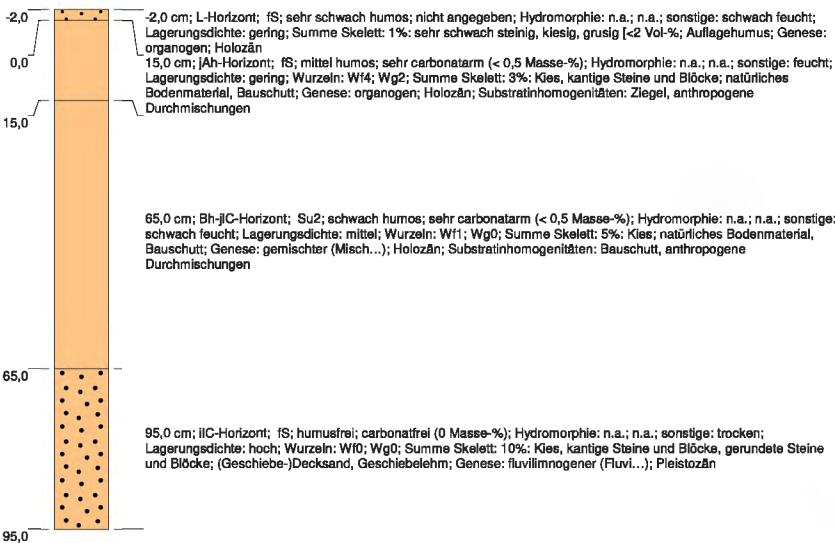 -2,0
-2,0 cm; L-Horizont; fS; sehr schwach humos; nicht angegeben; Hydromorphie: n.a.; n.a.; sonstige: schwach feucht;
Lagerungsdichte: gering; Summe Skelett: 1%: sehr schwach steinig, kiesig, grusig [<2 Vol-%; Auflagehumus; Genese:
organogen; Holozän
0,0
15,0 cm; jAh-Horizont; fS; mittel humos; sehr carbonatarm (< 0,5 Masse-%); Hydromorphie: n.a.; n.a.; sonstige: feucht;
Lagerungsdichte: gering; Wurzeln: Wf4; Wg2; Summe Skelett: 3%: Kies, kantige Steine und Blöcke; natürliches
Bodenmaterial, Bauschutt; Genese: organogen; Holozän; Substratinhomogenitäten: Ziegel, anthropogene
Durchmischungen
15,0
65,0 cm; Bh-jlC-Horizont; Su2; schwach humos; sehr carbonatarm (< 0,5 Masse-%); Hydromorphie: n.a.; n.a.; sonstige:
schwach feucht; Lagerungsdichte: mittel; Wurzeln: Wf1; Wg0; Summe Skelett: 5%: Kies; natürliches Bodenmaterial,
Bauschutt; Genese: gemischter (Misch...); Holozän; Substratinhomogenitäten: Bauschutt, anthropogene
Durchmischungen
65,0
95,0 cm; ilC-Horizont; fS; humusfrei; carbonatfrei (0 Masse-%); Hydromorphie: n.a.; n.a.; sonstige: trocken;
Lagerungsdichte: hoch; Wurzeln: Wf0; Wg0; Summe Skelett: 10%: Kies, kantige Steine und Blöcke, gerundete Steine
und Blöcke; (Geschiebe-)Decksand, Geschiebelehm; Genese: fluvilimnogener (Fluvi...); Pleistozän
95,0